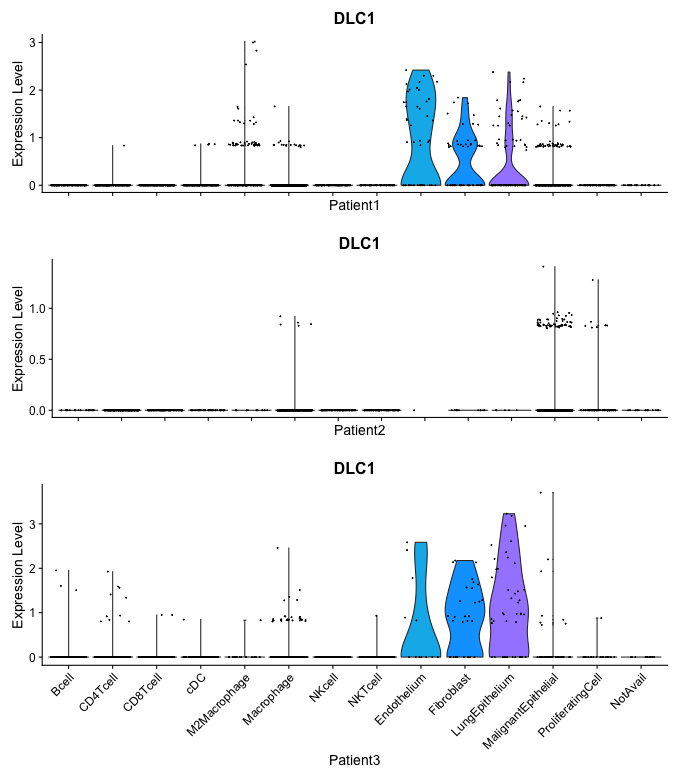 DLC1
Expression Level
3
2
1
0
Patient1
DLC1
Expression Level
1.0
0.5
0.0
Patient2
DLC1
Expression Level
3
2
1
0
Bcell
CD4Tcell
CD8Tcell
cDC
M2Macrophage
Macrophage
NKcell
NKTcell
Endothelium
Fibroblast
LungEpithelium
MalignantEpithelial
ProliferatingCell
NotAvail
Patient3